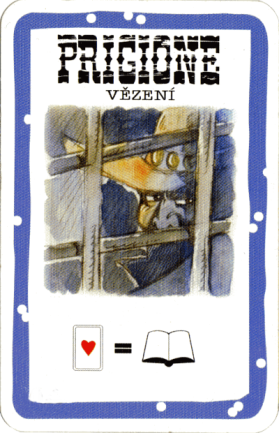 PRIGIONE
VĚZENÍ
=